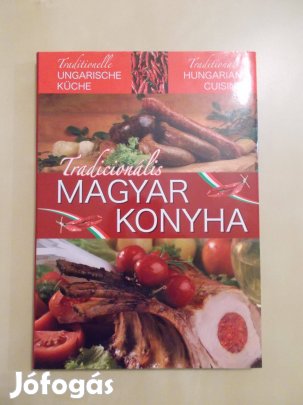 Traditionelle
UNGARISCHE
KÜCHE
Traditional
HUNGARIAN
CUISINE
Tradicionális
MAGYAR
KONYHA
Jófogás